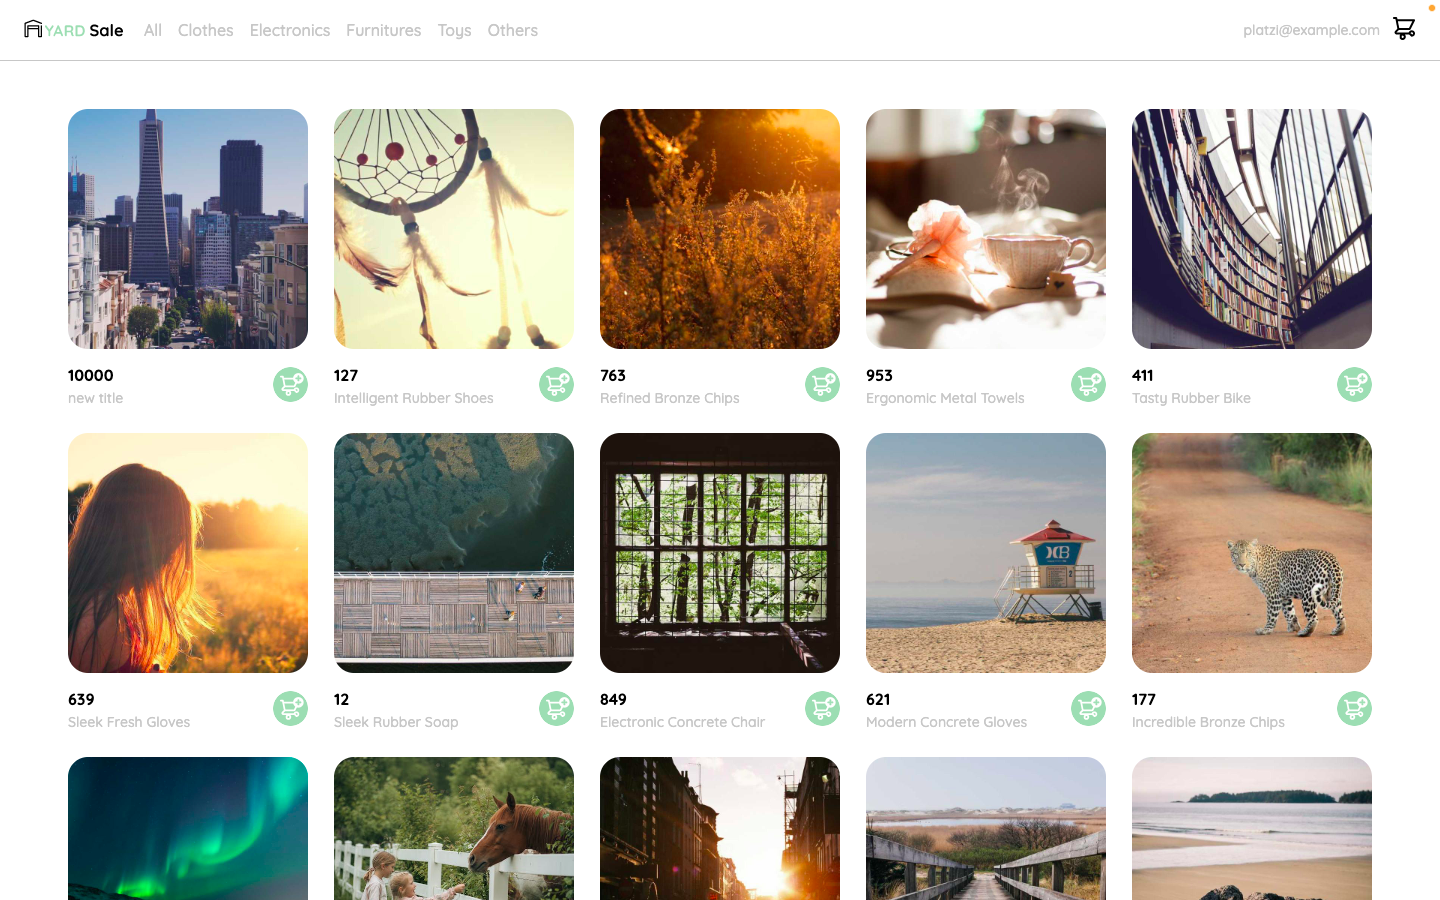 YARD Sale
All
Clothes
Electronics
Furnitures
Toys
Others
platzi@example.com
10000
new title
127
Intelligent Rubber Shoes
763
Refined Bronze Chips
953
Ergonomic Metal Towels
411
Tasty Rubber Bike
639
Sleek Fresh Gloves
12
Sleek Rubber Soap
849
Electronic Concrete Chair
621
Modern Concrete Gloves
2
177
Incredible Bronze Chips